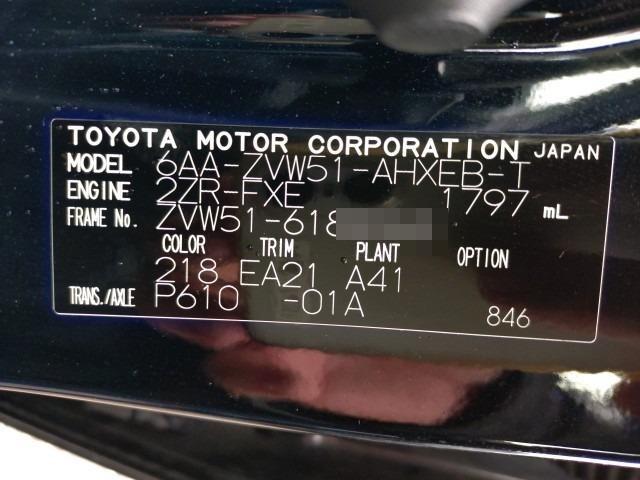 TOYOTA MOTOR CORPORATION JAPAN
MODEL 6AA-ZVW51-AHXEB-T
ENGINE 2ZR-FXE 1797 mL
FRAME No. ZVW51-618
COLOR TRIM PLANT OPTION
218 EA21 A41
TRANS./AXLE P610 -01A 846